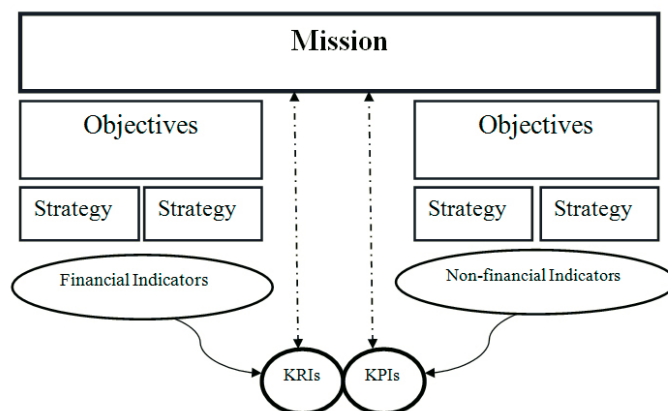 Mission
Objectives
Objectives
Strategy
Strategy
Strategy
Strategy
Financial Indicators
Non-financial Indicators
KRIs
KPIs